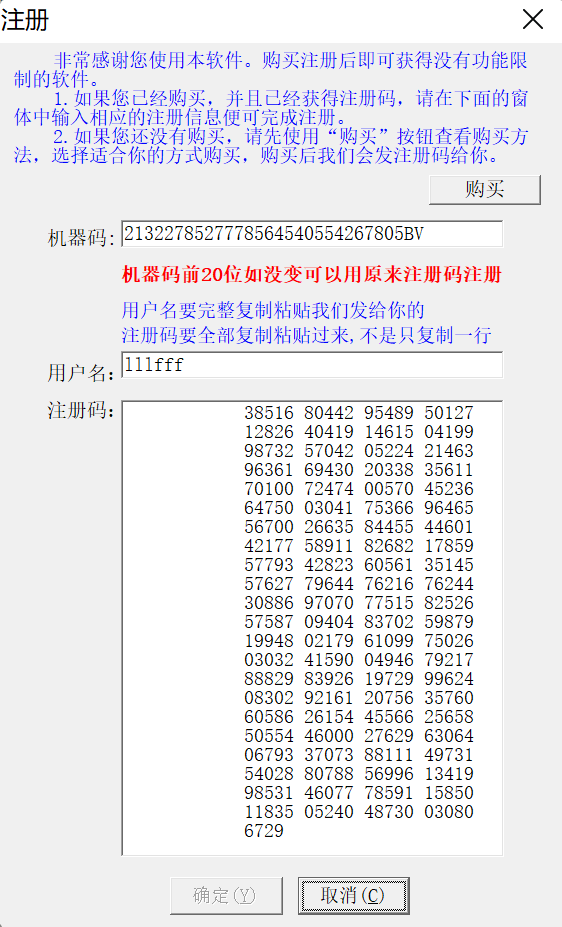 注册
非常感谢您使用本软件。购买注册后即可获得没有功能限
制的软件。
1.如果您已经购买，并且已经获得注册码，请在下面的窗
体中输入相应的注册信息便可完成注册。
2.如果您还没有购买，请先使用“购买”按钮查看购买方
法，选择适合你的方式购买，购买后我们会发注册码给你。
购买
机器码: 2132278527778564540554267805BV
机器码前20位如没变可以用原来注册码注册
用户名要完整复制粘贴我们发给你的
注册码要全部复制粘贴过来,不是只复制一行
用户名: lllfff
注册码: 38516 80442 95489 50127
12826 40419 14615 04199
98732 57042 05224 21463
96361 69430 20338 35611
70100 72474 00570 45236
64750 03041 75366 96465
56700 26635 84455 44601
42177 58911 82682 17859
57793 42823 60561 35145
57627 79644 76216 76244
30886 97070 77515 82526
57587 09404 83702 59879
19948 02179 61099 75026
03032 41590 04946 79217
88829 83926 19729 99624
08302 92161 20756 35760
60586 26154 45566 25658
50554 46000 27629 63064
06793 37073 88111 49731
54028 80788 56996 13419
98531 46077 78591 15850
11835 05240 48730 03080
6729
确定(Y) 取消(C)